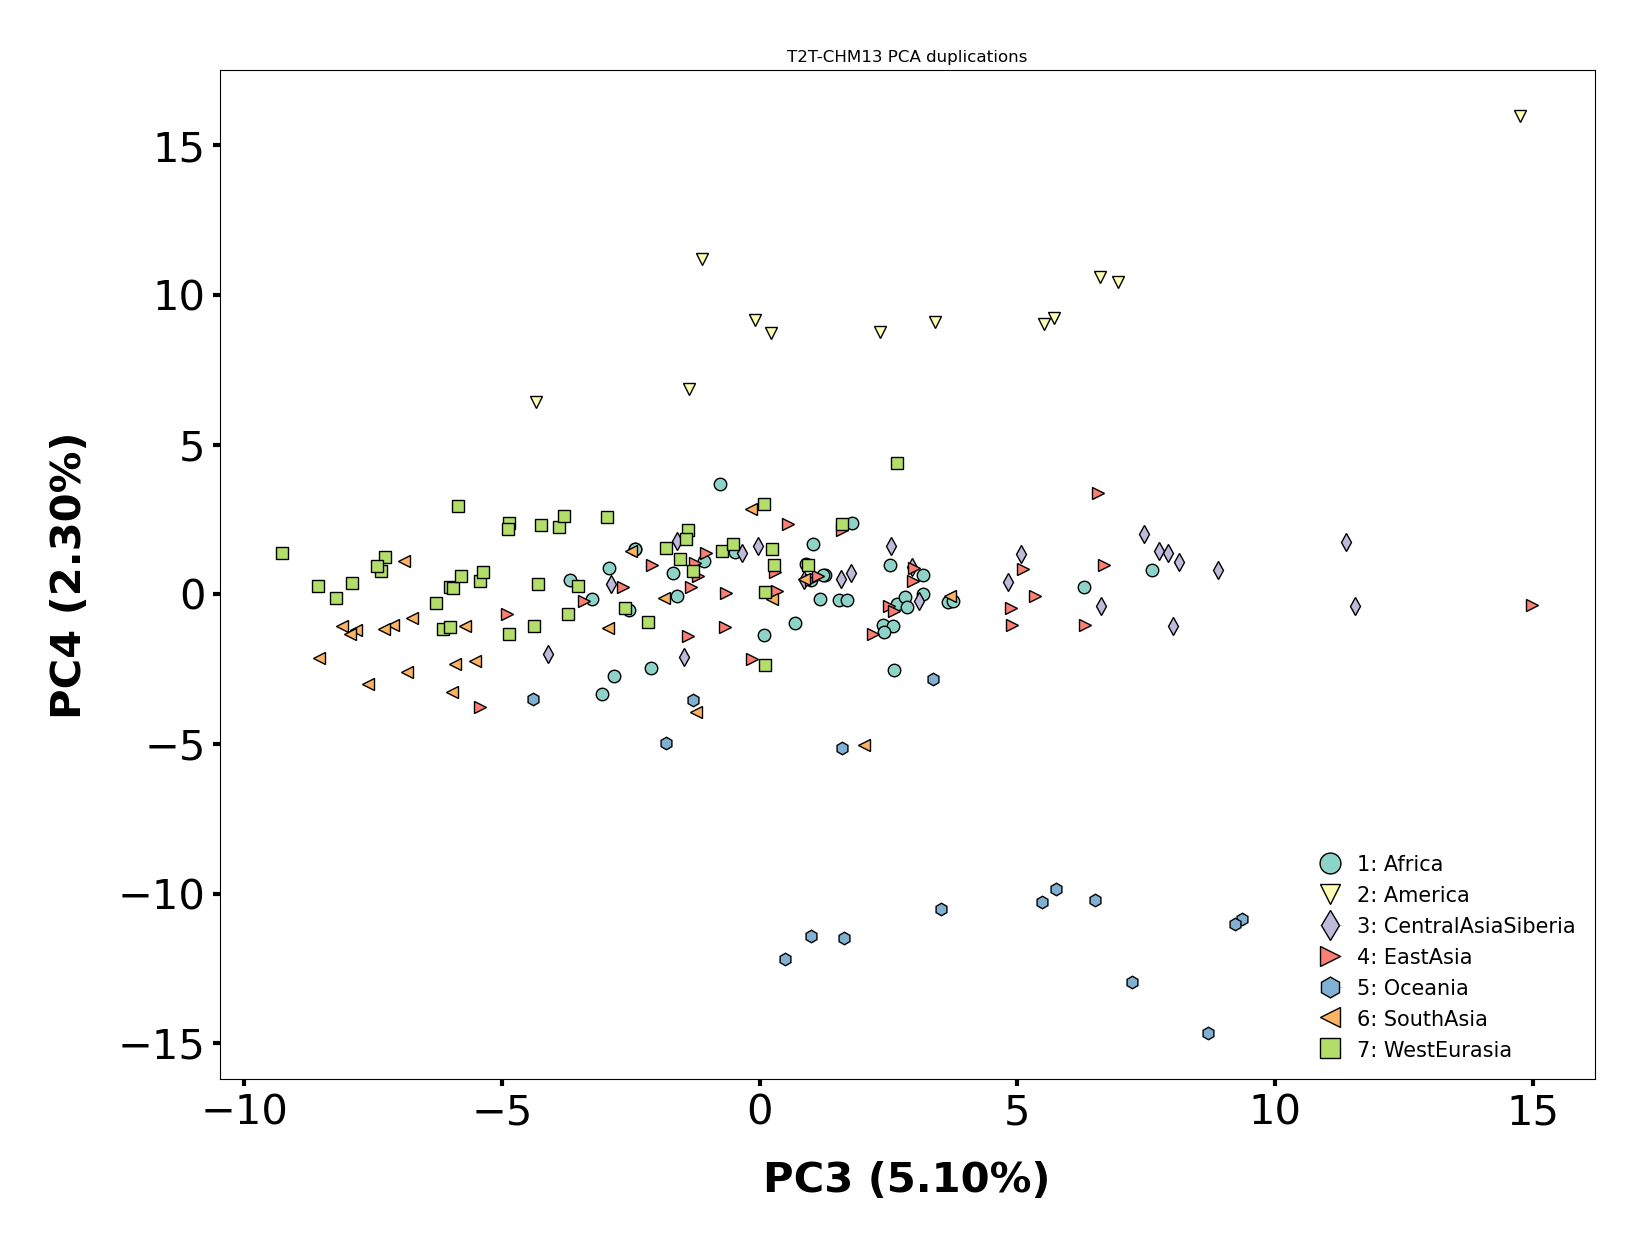 T2T-CHM13 PCA duplications
15
10
5
0
−5
−10
−15
PC4 (2.30%)
1: Africa
2: America
3: CentralAsiaSiberia
4: EastAsia
5: Oceania
6: SouthAsia
7: WestEurasia
−10 −5 0 5 10 15
PC3 (5.10%)